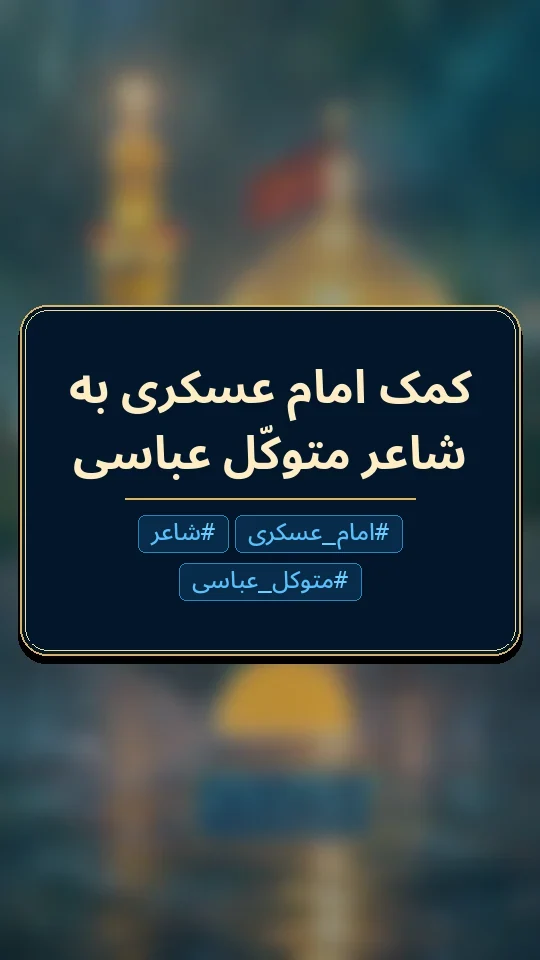 کمک امام عسکری به
شاعر متوکّل عباسی
#امام_عسکری #شاعر
#متوکل_عباسی